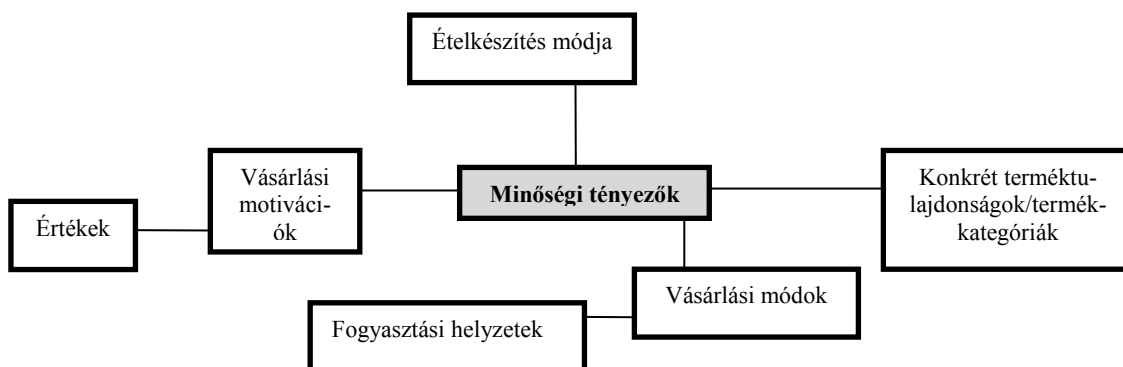 Ételkészítés módja
Vásárlási
motiváci-
ók
Minőségi tényezők
Konkrét terméktu-
lajdonságok/termék-
kategóriák
Értékek
Vásárlási módok
Fogyasztási helyzetek